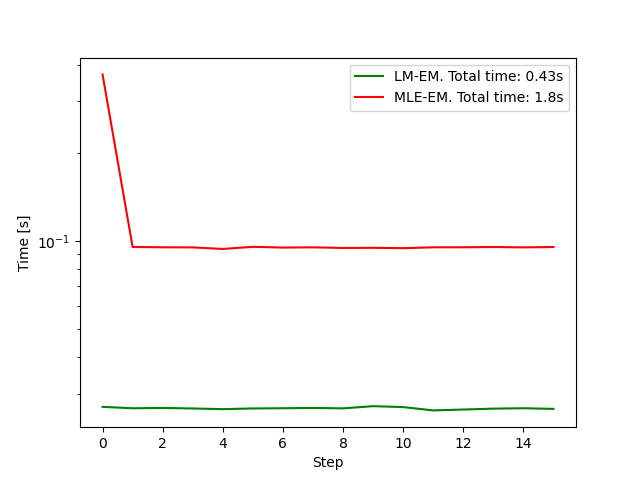 LM-EM. Total time: 0.43s
MLE-EM. Total time: 1.8s
Time [s]
10⁻¹
0 2 4 6 8 10 12 14
Step